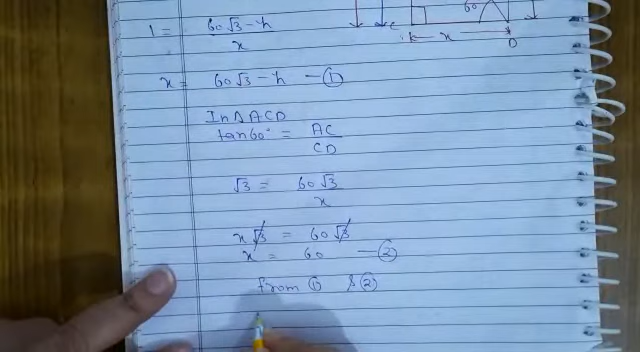 60
C
x
D
1 = 60√3 - h
x
x = 60√3 - h - ①
In △ ACD
tan60° = AC
CD
√3 = 60√3
x
x√3 = 60√3
x = 60 - ②
from ① & ②